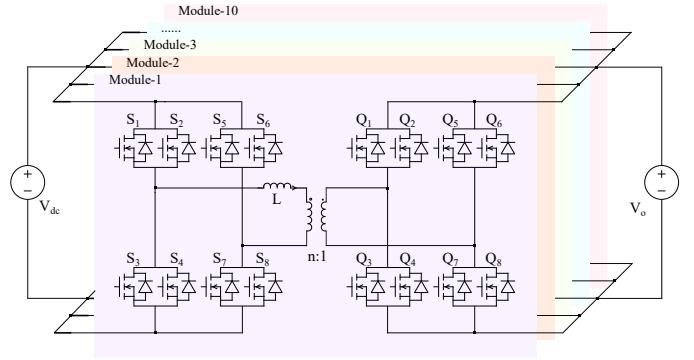 Module-10
......
Module-3
Module-2
Module-1
S1 S2 S5 S6 Q1 Q2 Q5 Q6
+ − Vdc L n:1 + − Vo
S3 S4 S7 S8 Q3 Q4 Q7 Q8